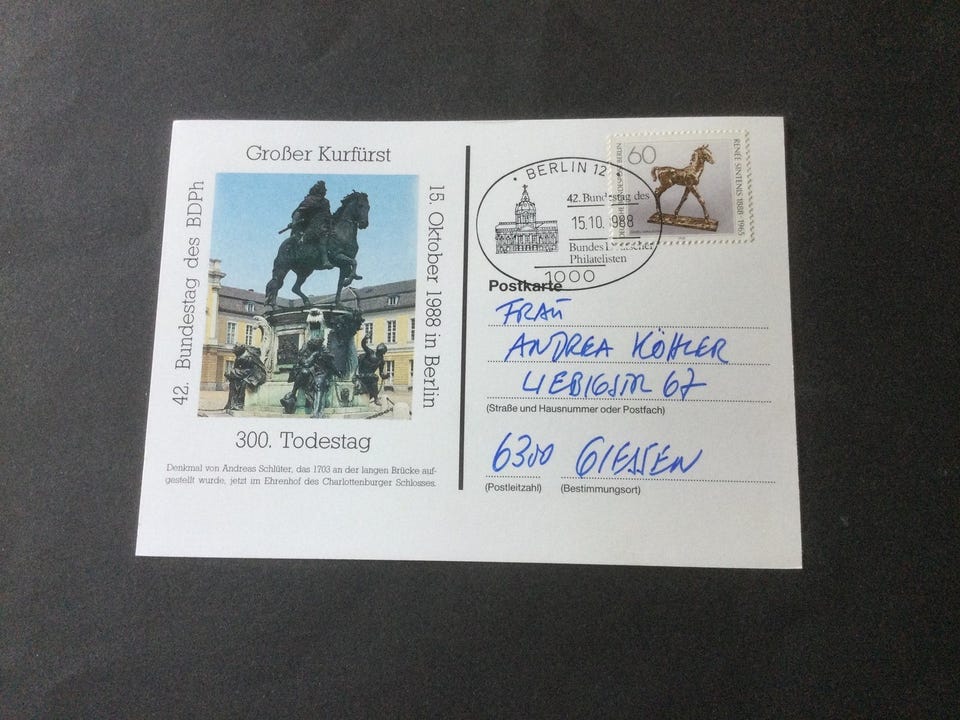 Großer Kurfürst
42. Bundestag des BDPh
15. Oktober 1988 in Berlin
300. Todestag
Denkmal von Andreas Schlüter, das 1703 an der langen Brücke auf-
gestellt wurde, jetzt im Ehrenhof des Charlottenburger Schlosses.
BERLIN 12
42. Bundestag des
15.10.1988
Philatelisten
1000
60
DEUTSCHE BUNDESPOST BERLIN
RENÉE SINTENIS 1888-1965
Postkarte
FRAU
ANDREA KÖHLER
LIEBIGSTR 67
(Straße und Hausnummer oder Postfach)
6300 GIESSEN
(Postleitzahl) (Bestimmungsort)